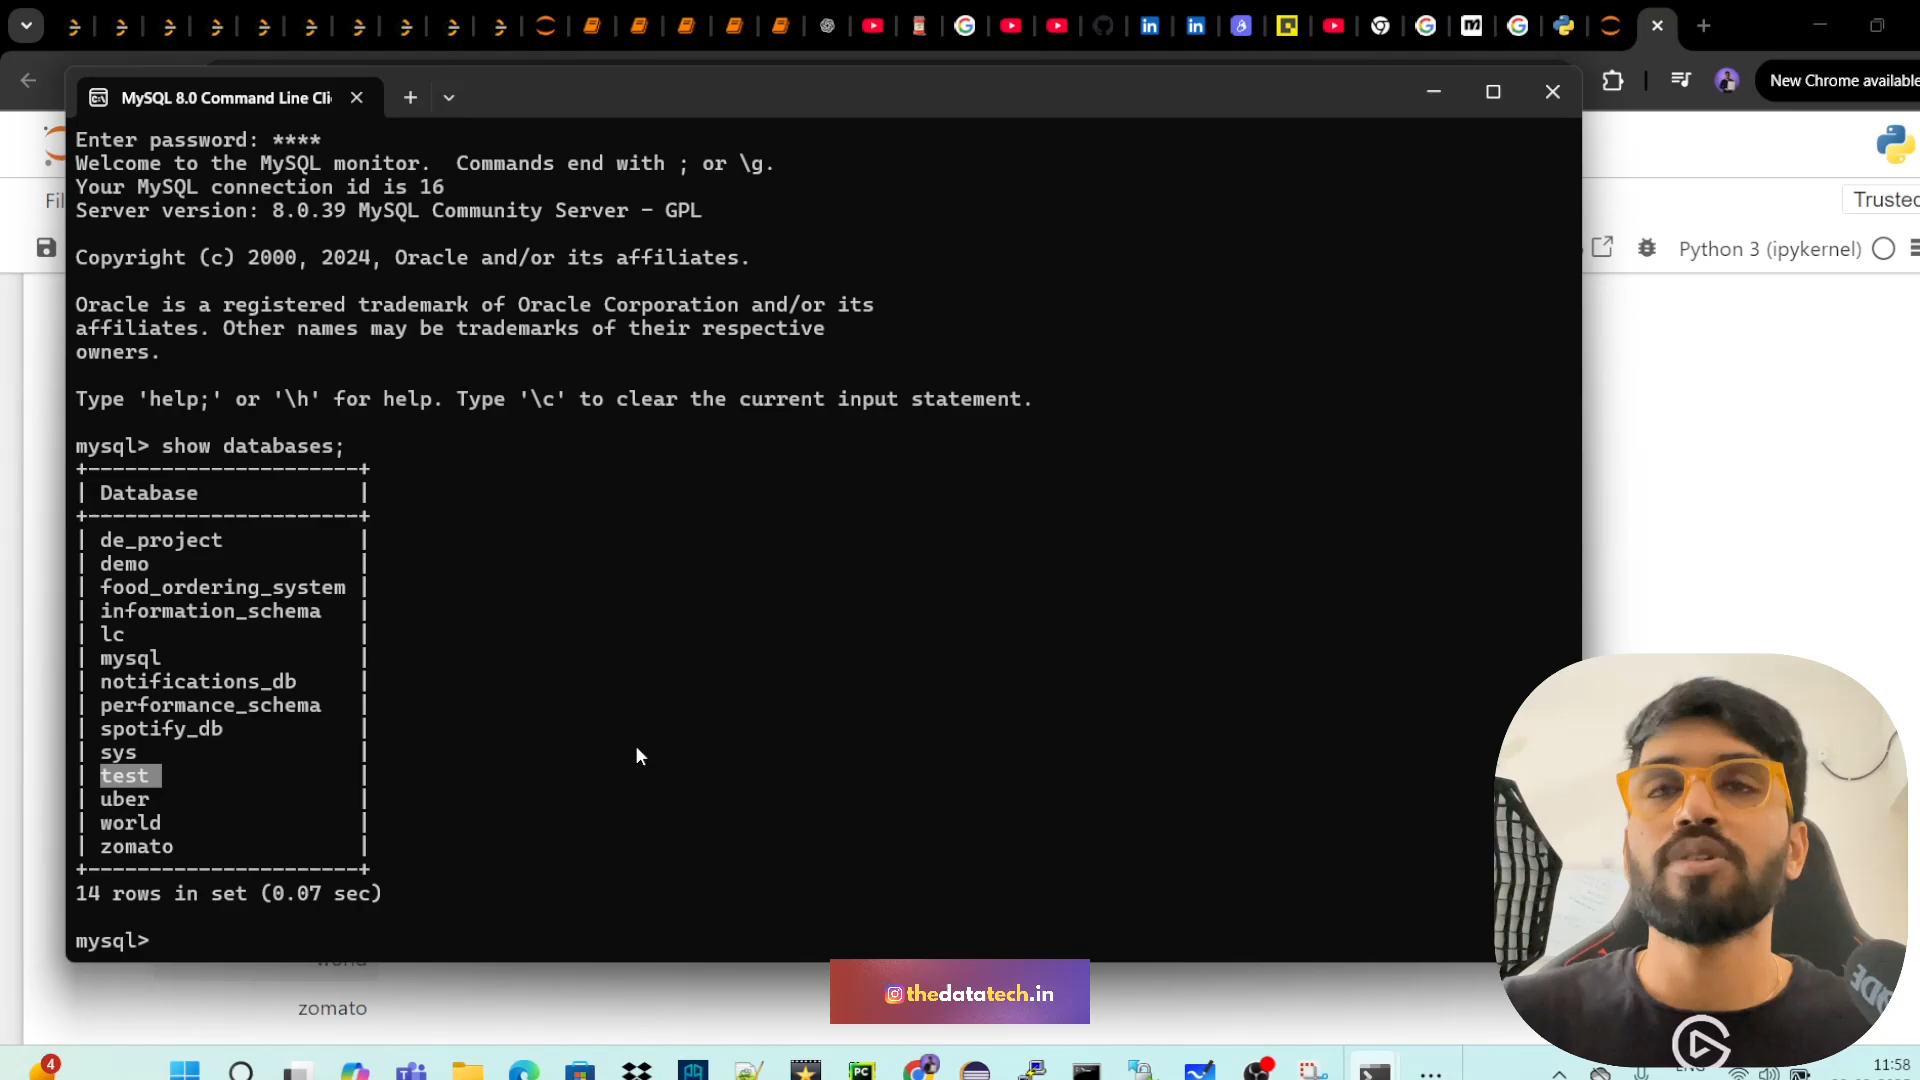 New Chrome available
MySQL 8.0 Command Line Cli
Enter password: ****
Welcome to the MySQL monitor.  Commands end with ; or \g.
Your MySQL connection id is 16
Server version: 8.0.39 MySQL Community Server - GPL
Copyright (c) 2000, 2024, Oracle and/or its affiliates.
Oracle is a registered trademark of Oracle Corporation and/or its
affiliates. Other names may be trademarks of their respective
owners.
Type 'help;' or '\h' for help. Type '\c' to clear the current input statement.
mysql> show databases;
+----------------------+
| Database             |
+----------------------+
| de_project           |
| demo                 |
| food_ordering_system |
| information_schema   |
| lc                   |
| mysql                |
| notifications_db     |
| performance_schema   |
| spotify_db           |
| sys                  |
| test                 |
| uber                 |
| world                |
| zomato               |
+----------------------+
14 rows in set (0.07 sec)
mysql>
Fil
Trusted
Python 3 (ipykernel)
zomato
thedatatech.in
4
PC
11:58